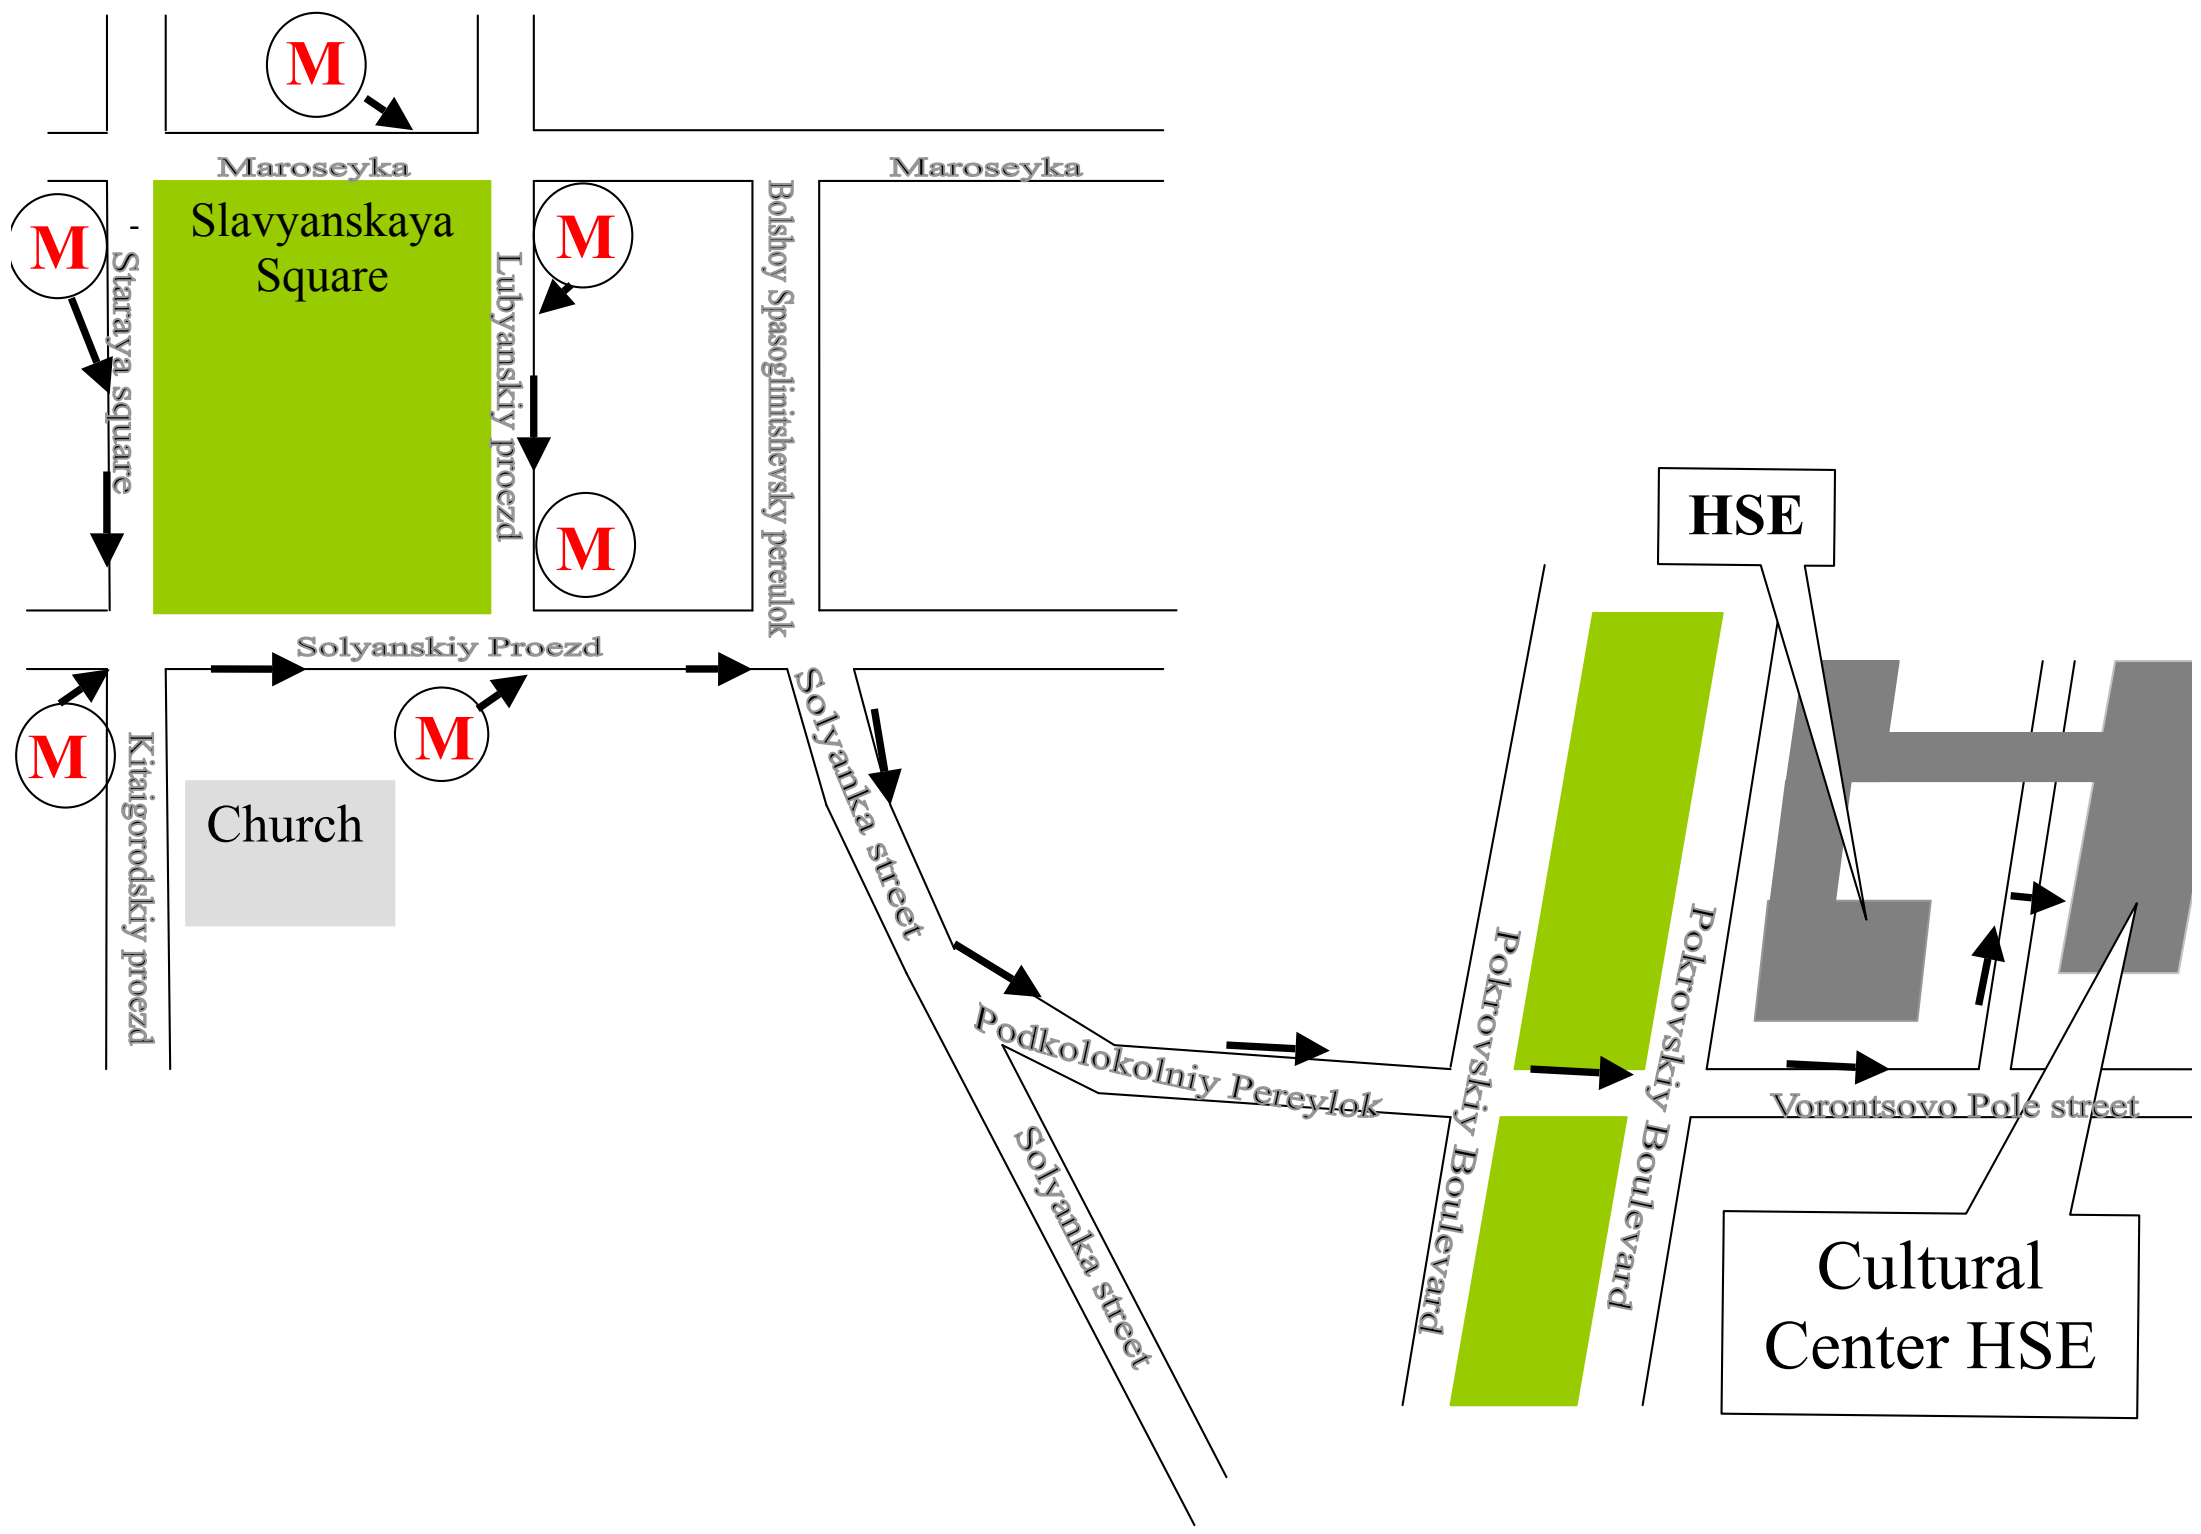 M
Maroseyka
Maroseyka
M
-
Slavyanskaya
Square
M
Staraya square
Lubyanskiy proezd
Bolshoy Spasoglinitshevsky pereulok
M
HSE
Solyanskiy Proezd
M
M
Kitaigorodskiy proezd
Church
Solyanka street
Podkolokolniy Pereylok
Pokrovskiy Boulevard
Pokrovskiy Boulevard
Vorontsovo Pole street
Solyanka street
Cultural
Center HSE